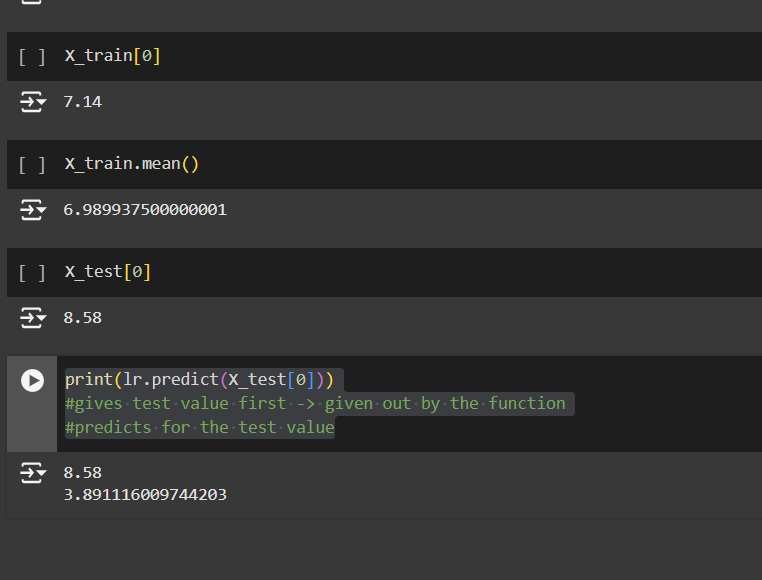 [ ] X_train[0]
7.14
[ ] X_train.mean()
6.989937500000001
[ ] X_test[0]
8.58
print(lr.predict(X_test[0]))
#gives test value first -> given out by the function
#predicts for the test value
8.58
3.891116009744203